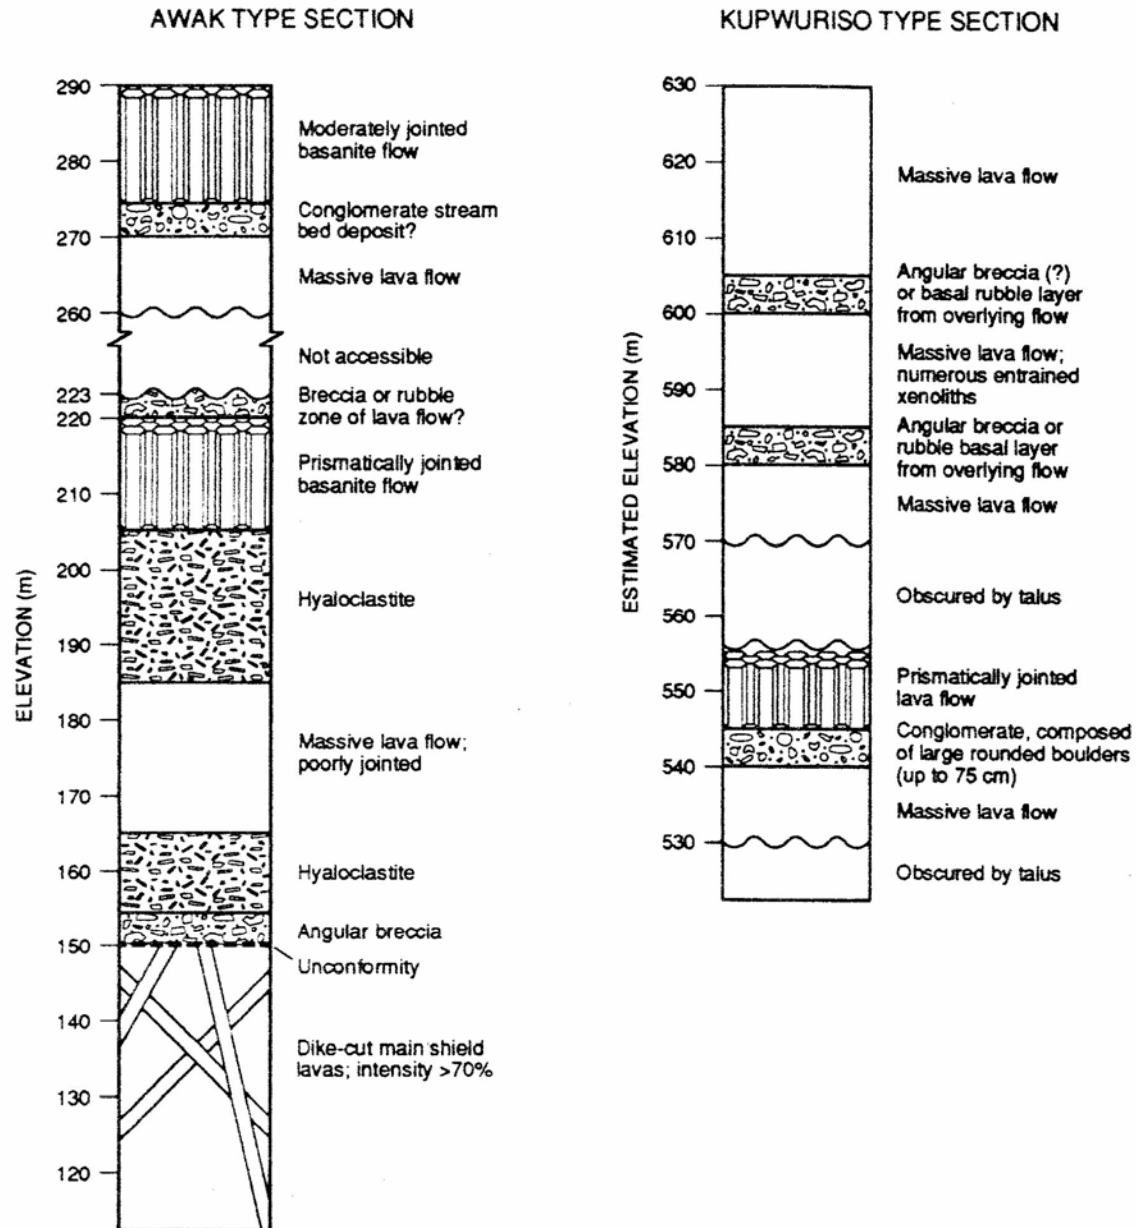 AWAK TYPE SECTION
290
280
270
260
223
220
210
200
190
180
170
160
150
140
130
120
ELEVATION (m)
Moderately jointed
basanite flow
Conglomerate stream
bed deposit?
Massive lava flow
Not accessible
Breccia or rubble
zone of lava flow?
Prismatically jointed
basanite flow
Hyaloclastite
Massive lava flow;
poorly jointed
Hyaloclastite
Angular breccia
Unconformity
Dike-cut main shield
lavas; intensity >70%
KUPWURISO TYPE SECTION
630
620
610
600
590
580
570
560
550
540
530
ESTIMATED ELEVATION (m)
Massive lava flow
Angular breccia (?)
or basal rubble layer
from overlying flow
Massive lava flow;
numerous entrained
xenoliths
Angular breccia or
rubble basal layer
from overlying flow
Massive lava flow
Obscured by talus
Prismatically jointed
lava flow
Conglomerate, composed
of large rounded boulders
(up to 75 cm)
Massive lava flow
Obscured by talus